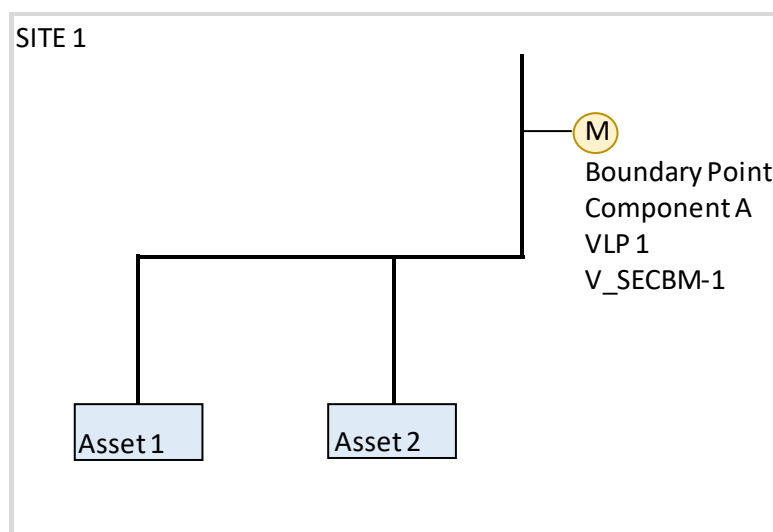 SITE 1
M
Boundary Point
Component A
VLP 1
V_SECBM-1
Asset 1
Asset 2